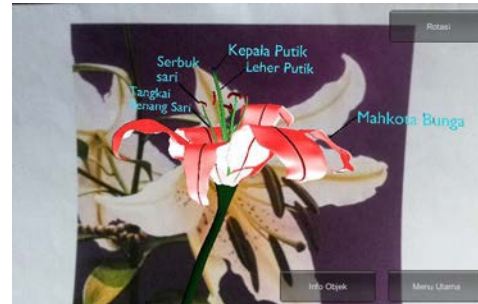 Rotasi
Kepala Putik
Serbuk
sari
Leher Putik
Tangkai
Benang Sari
Mahkota Bunga
Info Objek
Menu Utama